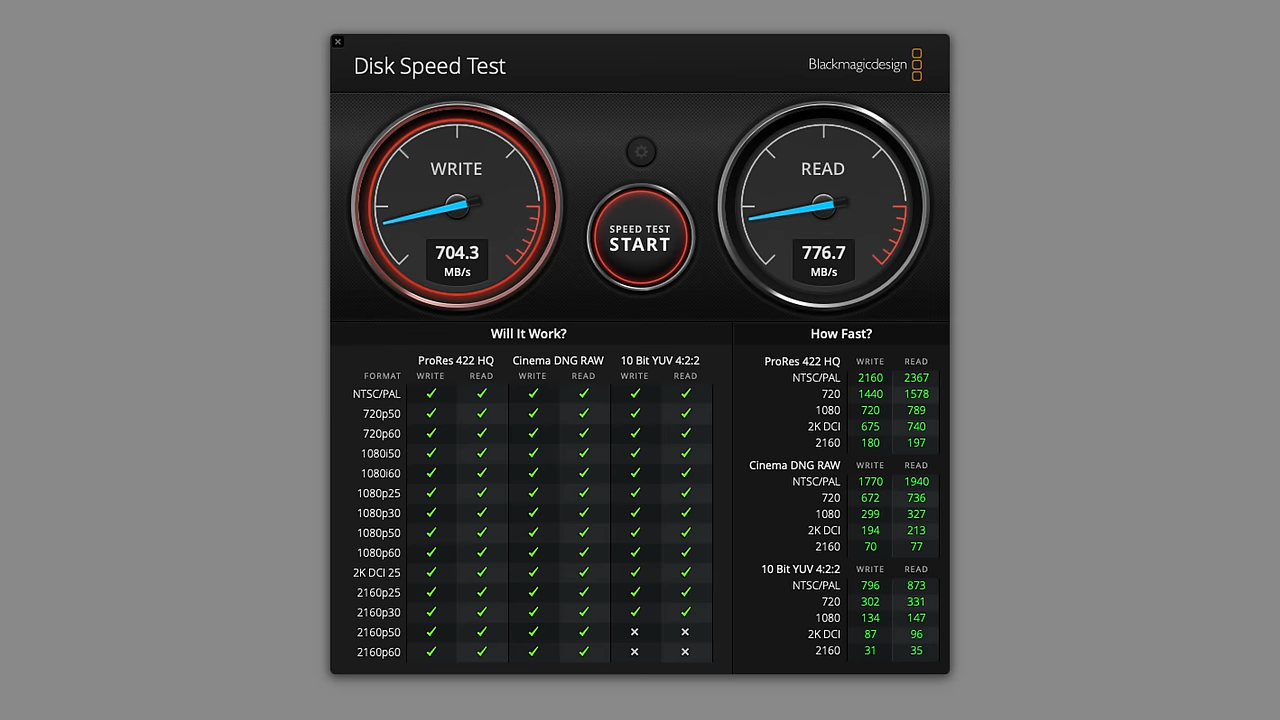 Disk Speed Test
Blackmagicdesign
WRITE
704.3
MB/s
SPEED TEST
START
READ
776.7
MB/s
Will It Work?
ProRes 422 HQ Cinema DNG RAW 10 Bit YUV 4:2:2
FORMAT WRITE READ WRITE READ WRITE READ
NTSC/PAL ✓ ✓ ✓ ✓ ✓ ✓
720p50 ✓ ✓ ✓ ✓ ✓ ✓
720p60 ✓ ✓ ✓ ✓ ✓ ✓
1080i50 ✓ ✓ ✓ ✓ ✓ ✓
1080i60 ✓ ✓ ✓ ✓ ✓ ✓
1080p25 ✓ ✓ ✓ ✓ ✓ ✓
1080p30 ✓ ✓ ✓ ✓ ✓ ✓
1080p50 ✓ ✓ ✓ ✓ ✓ ✓
1080p60 ✓ ✓ ✓ ✓ ✓ ✓
2K DCI 25 ✓ ✓ ✓ ✓ ✓ ✓
2160p25 ✓ ✓ ✓ ✓ ✓ ✓
2160p30 ✓ ✓ ✓ ✓ ✓ ✓
2160p50 ✓ ✓ ✓ ✓ × ×
2160p60 ✓ ✓ ✓ ✓ × ×
How Fast?
ProRes 422 HQ WRITE READ
NTSC/PAL 2160 2367
720 1440 1578
1080 720 789
2K DCI 675 740
2160 180 197
Cinema DNG RAW WRITE READ
NTSC/PAL 1770 1940
720 672 736
1080 299 327
2K DCI 194 213
2160 70 77
10 Bit YUV 4:2:2 WRITE READ
NTSC/PAL 796 873
720 302 331
1080 134 147
2K DCI 87 96
2160 31 35